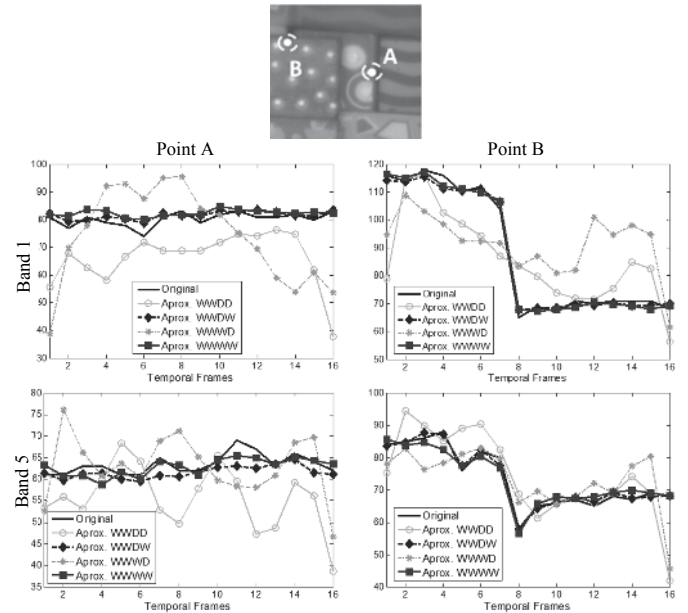 A
B
Point A
Point B
Band 1
100
90
80
70
60
50
40
30
2 4 6 8 10 12 14 16
Temporal Frames
Original
Aprox. WWDD
Aprox. WWDW
Aprox. WWWD
Aprox. WWWW
120
110
100
90
80
70
60
50
2 4 6 8 10 12 14 16
Temporal Frames
Original
Aprox. WWDD
Aprox. WWDW
Aprox. WWWD
Aprox. WWWW
Band 5
80
75
70
65
60
55
50
45
40
35
2 4 6 8 10 12 14 16
Temporal Frames
Original
Aprox. WWDD
Aprox. WWDW
Aprox. WWWD
Aprox. WWWW
100
90
80
70
60
50
40
2 4 6 8 10 12 14 16
Temporal Frames
Original
Aprox. WWDD
Aprox. WWDW
Aprox. WWWD
Aprox. WWWW